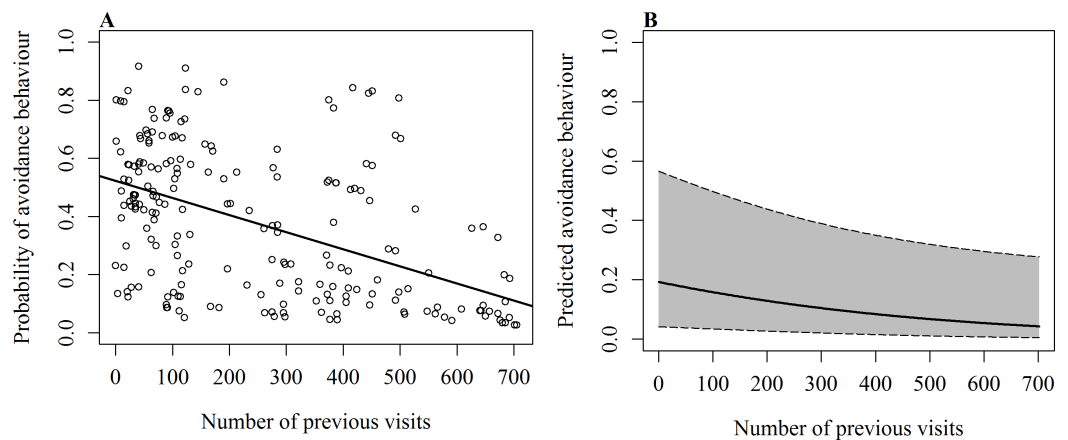 A
Probability of avoidance behaviour
1.0
0.8
0.6
0.4
0.2
0.0
0 100 200 300 400 500 600 700
Number of previous visits
B
Predicted avoidance behaviour
1.0
0.8
0.6
0.4
0.2
0.0
0 100 200 300 400 500 600 700
Number of previous visits